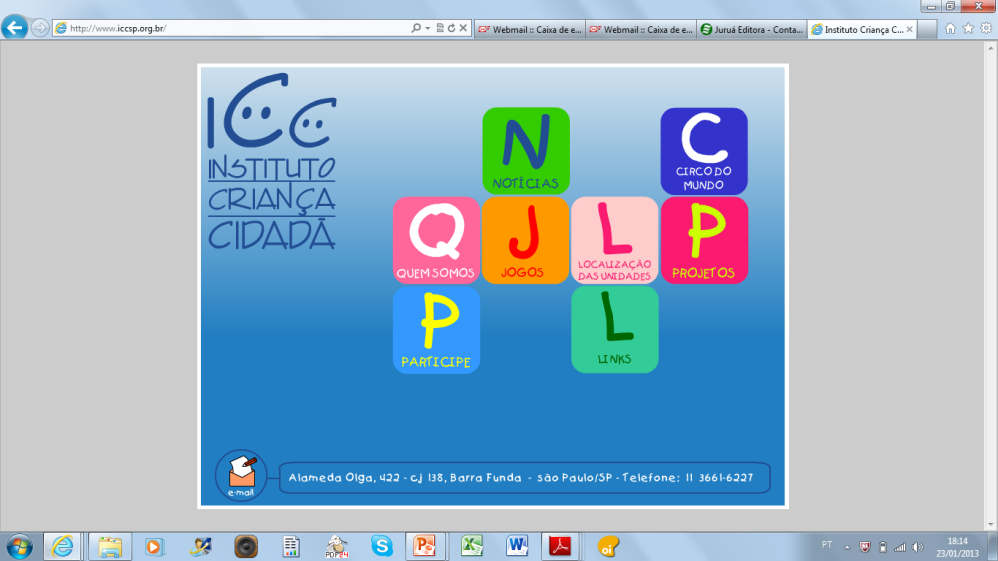 http://www.iccsp.org.br/
Webmail :: Caixa de e...
Webmail :: Caixa de e...
Juruá Editora - Conta...
Instituto Criança C...
ICC
INSTITUTO
CRIANÇA
CIDADÃ
N
NOTÍCIAS
C
CIRCO DO
MUNDO
Q
QUEM SOMOS
J
JOGOS
L
LOCALIZAÇÃO
DAS UNIDADES
P
PROJETOS
P
PARTICIPE
L
LINKS
e-mail
Alameda Olga, 422 - cj 138, Barra Funda - são Paulo/SP - Telefone: 11 3661-6227
PDF24
oi
PT
18:14
23/01/2013